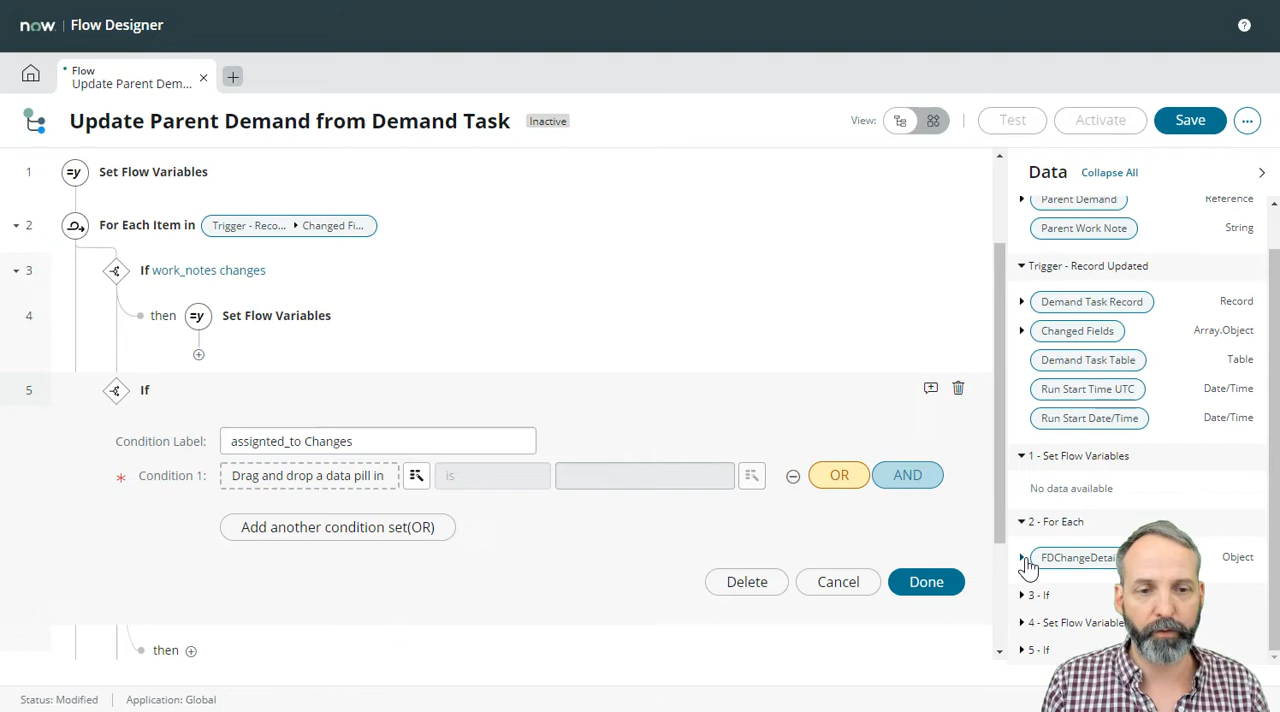 now. | Flow Designer
Flow
Update Parent Dem...
Update Parent Demand from Demand Task
Inactive
View:
Test
Activate
Save
1
Set Flow Variables
2
For Each Item in
Trigger - Reco...
Changed Fi...
3
If work_notes changes
4
then
Set Flow Variables
5
If
Condition Label:
assignted_to Changes
* Condition 1:
Drag and drop a data pill in
is
OR
AND
Add another condition set(OR)
Delete
Cancel
Done
then
Status: Modified
Application: Global
Data
Collapse All
Parent Demand
Reference
Parent Work Note
String
Trigger - Record Updated
Demand Task Record
Record
Changed Fields
Array.Object
Demand Task Table
Table
Run Start Time UTC
Date/Time
Run Start Date/Time
Date/Time
1 - Set Flow Variables
No data available
2 - For Each
Object
3 - If
4 - Set Flow
5 - If